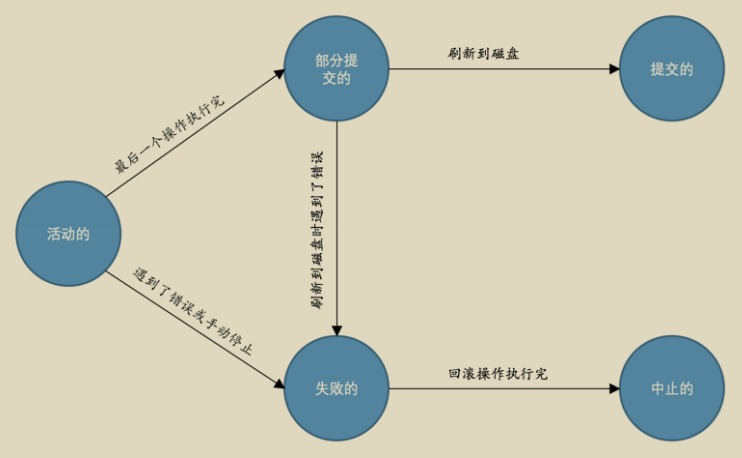 部分提
交的
刷新到磁盘
提交的
最后一个操作执行完
刷新到磁盘时遇到了错误
活动的
遇到了错误或手动停止
失败的
回滚操作执行完
中止的